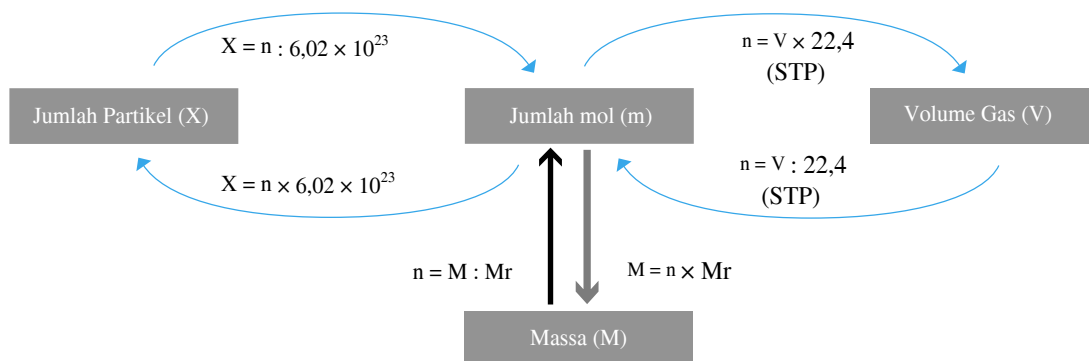 X = n : 6,02 × 10²³
n = V × 22,4
(STP)
Jumlah Partikel (X)
Jumlah mol (m)
Volume Gas (V)
X = n × 6,02 × 10²³
n = V : 22,4
(STP)
n = M : Mr
M = n × Mr
Massa (M)